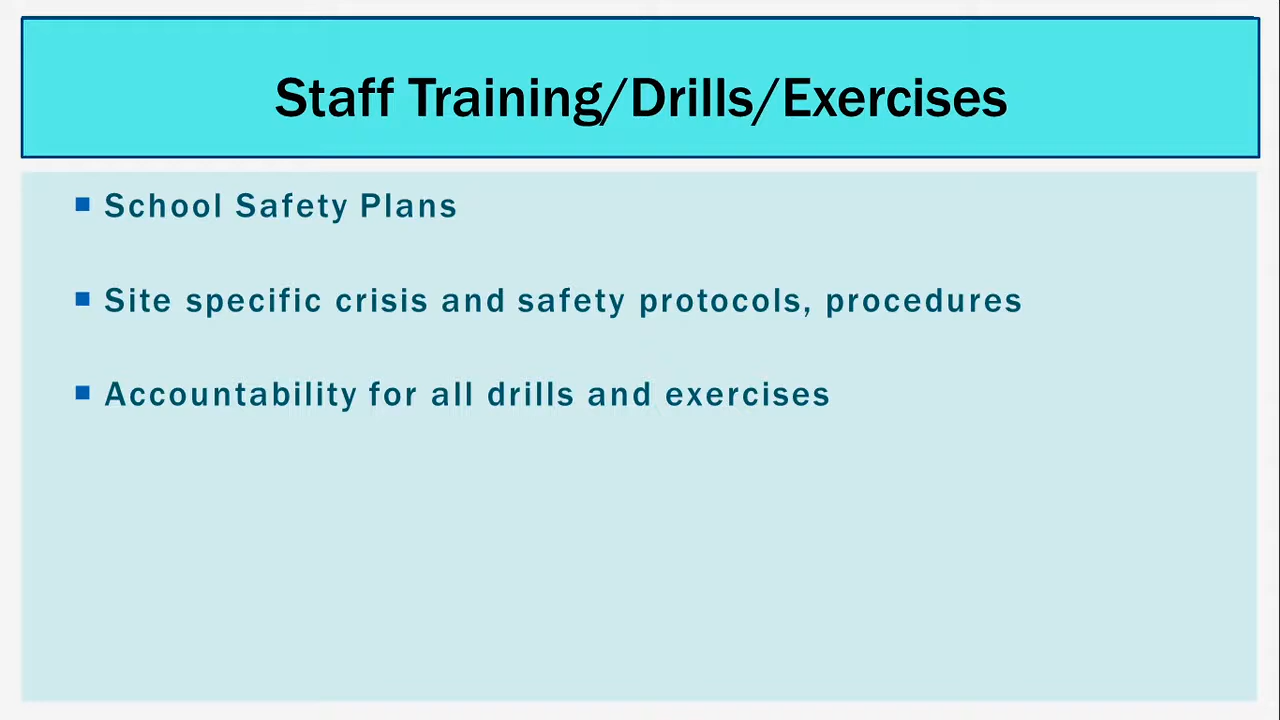 Staff Training/Drills/Exercises
School Safety Plans
Site specific crisis and safety protocols, procedures
Accountability for all drills and exercises